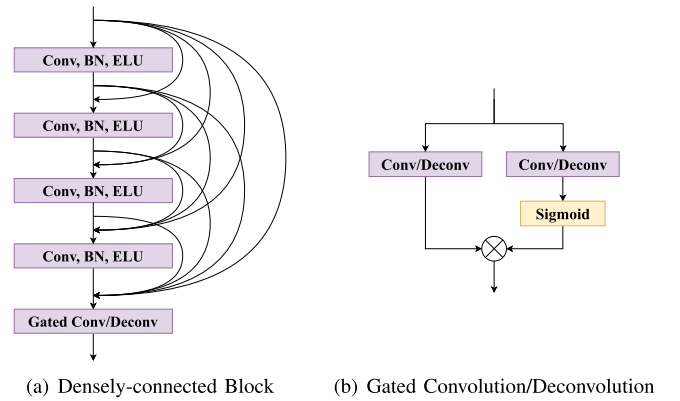 Conv, BN, ELU
Conv, BN, ELU
Conv, BN, ELU
Conv, BN, ELU
Gated Conv/Deconv
(a) Densely-connected Block
Conv/Deconv
Conv/Deconv
Sigmoid
(b) Gated Convolution/Deconvolution